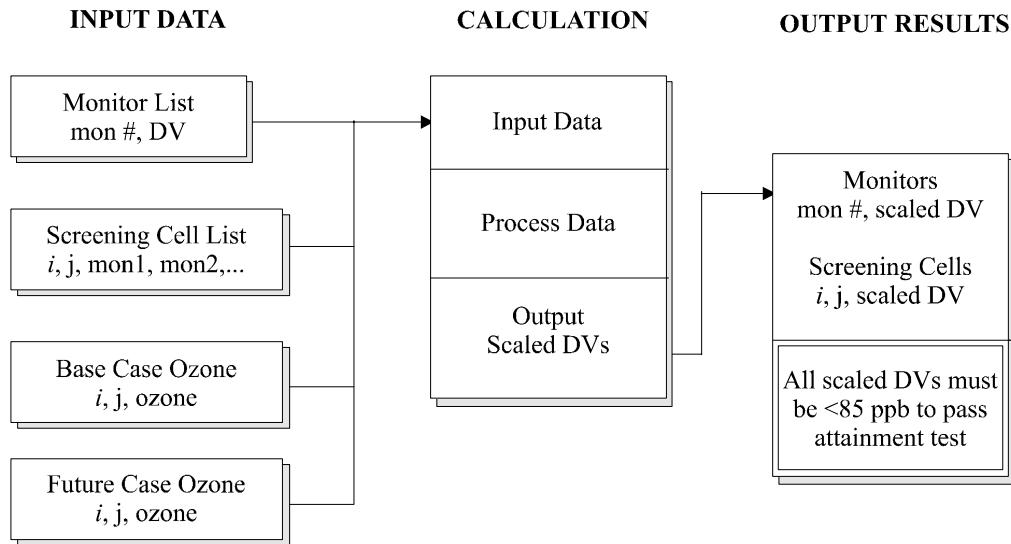 INPUT DATA
Monitor List
mon #, DV
Screening Cell List
i, j, mon1, mon2,...
Base Case Ozone
i, j, ozone
Future Case Ozone
i, j, ozone
CALCULATION
Input Data
Process Data
Output
Scaled DVs
OUTPUT RESULTS
Monitors
mon #, scaled DV
Screening Cells
i, j, scaled DV
All scaled DVs must
be <85 ppb to pass
attainment test